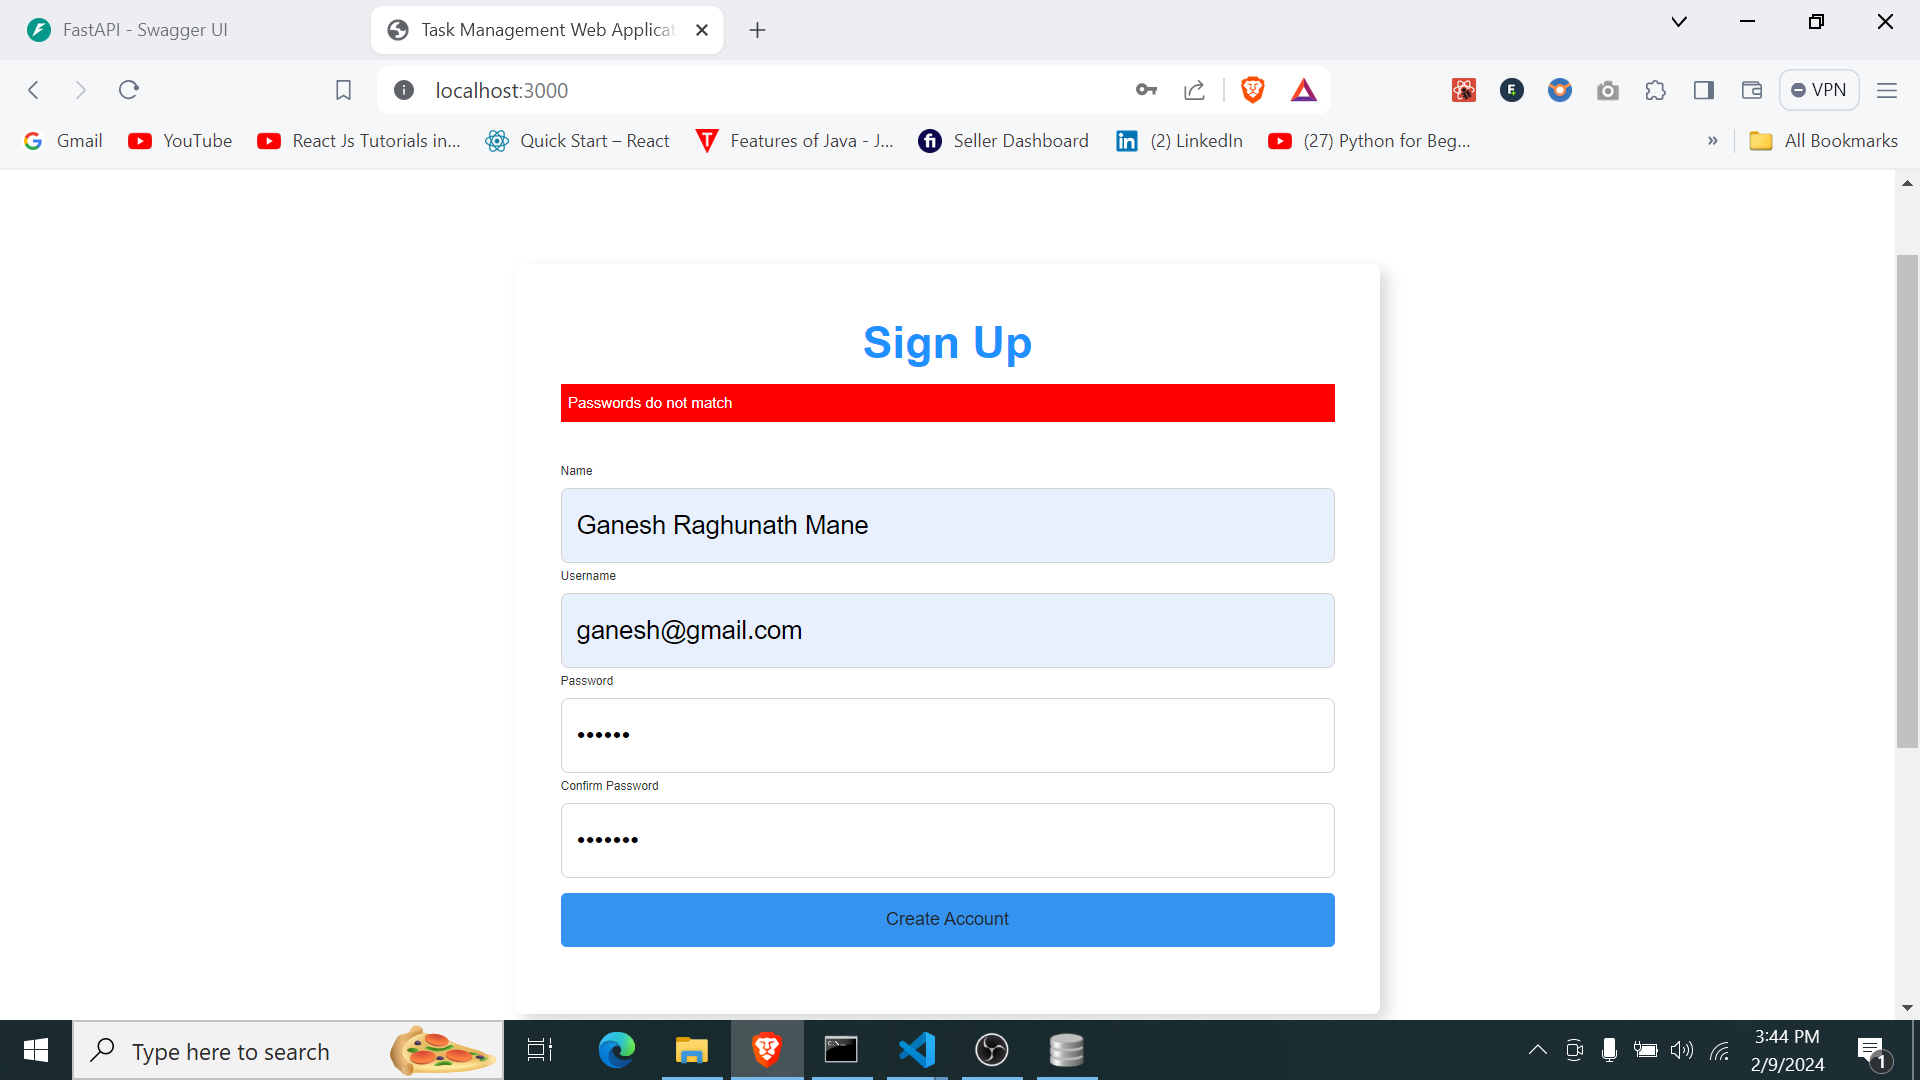 FastAPI - Swagger UI
Task Management Web Applicat
localhost:3000
VPN
Gmail
YouTube
React Js Tutorials in...
Quick Start – React
Features of Java - J...
Seller Dashboard
(2) LinkedIn
(27) Python for Beg...
»
All Bookmarks
Sign Up
Passwords do not match
Name
Ganesh Raghunath Mane
Username
ganesh@gmail.com
Password
••••••
Confirm Password
•••••••
Create Account
Type here to search
3:44 PM
2/9/2024
1